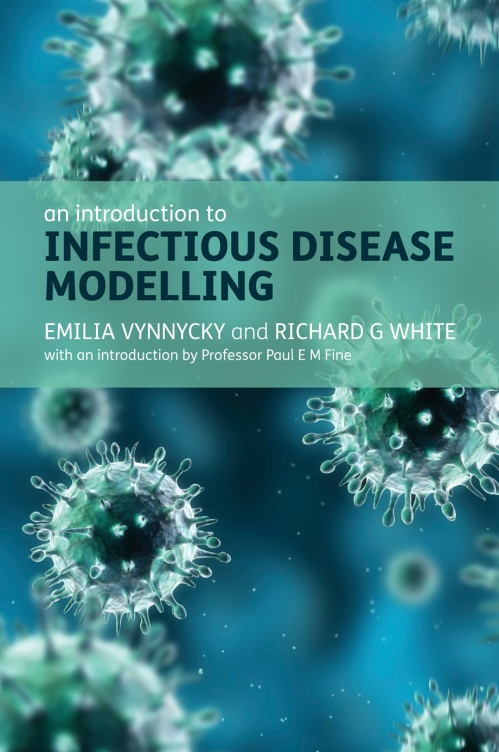 an introduction to
INFECTIOUS DISEASE
MODELLING
EMILIA VYNNYCKY and RICHARD G WHITE
with an introduction by Professor Paul E M Fine